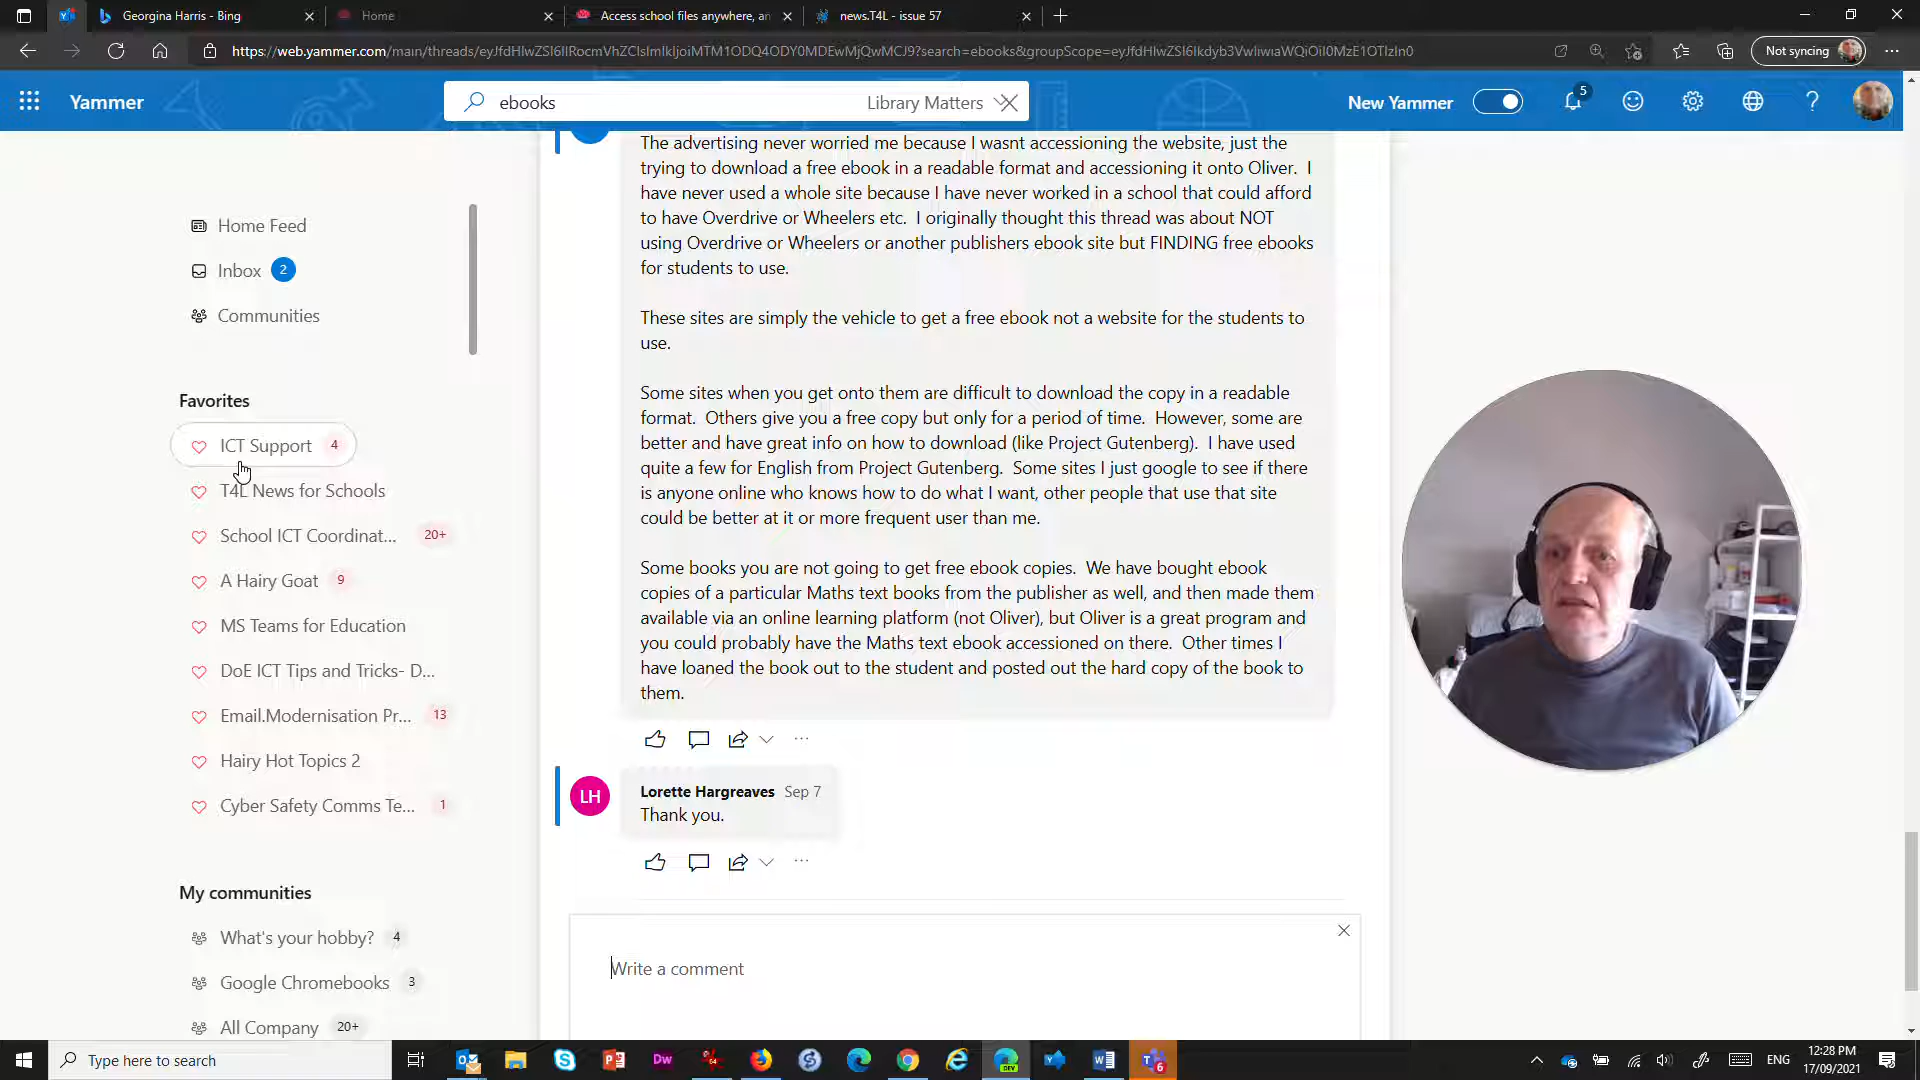 Georgina Harris - Bing
Home
Access school files anywhere, an
news.T4L - issue 57
Not syncing
Yammer
ebooks
Library Matters
New Yammer
5
Home Feed
Inbox 2
Communities
Favorites
ICT Support 4
T4L News for Schools
School ICT Coordinat... 20+
A Hairy Goat 9
MS Teams for Education
DoE ICT Tips and Tricks- D...
Email.Modernisation Pr... 13
Hairy Hot Topics 2
Cyber Safety Comms Te... 1
My communities
What's your hobby? 4
Google Chromebooks 3
All Company 20+
The advertising never worried me because I wasnt accessioning the website, just the
trying to download a free ebook in a readable format and accessioning it onto Oliver. I
have never used a whole site because I have never worked in a school that could afford
to have Overdrive or Wheelers etc. I originally thought this thread was about NOT
using Overdrive or Wheelers or another publishers ebook site but FINDING free ebooks
for students to use.
These sites are simply the vehicle to get a free ebook not a website for the students to
use.
Some sites when you get onto them are difficult to download the copy in a readable
format. Others give you a free copy but only for a period of time. However, some are
better and have great info on how to download (like Project Gutenberg). I have used
quite a few for English from Project Gutenberg. Some sites I just google to see if there
is anyone online who knows how to do what I want, other people that use that site
could be better at it or more frequent user than me.
Some books you are not going to get free ebook copies. We have bought ebook
copies of a particular Maths text books from the publisher as well, and then made them
available via an online learning platform (not Oliver), but Oliver is a great program and
you could probably have the Maths text ebook accessioned on there. Other times I
have loaned the book out to the student and posted out the hard copy of the book to
them.
LH
Lorette Hargreaves Sep 7
Thank you.
Write a comment
Type here to search
Dw
DEV
6
ENG
12:28 PM
17/09/2021